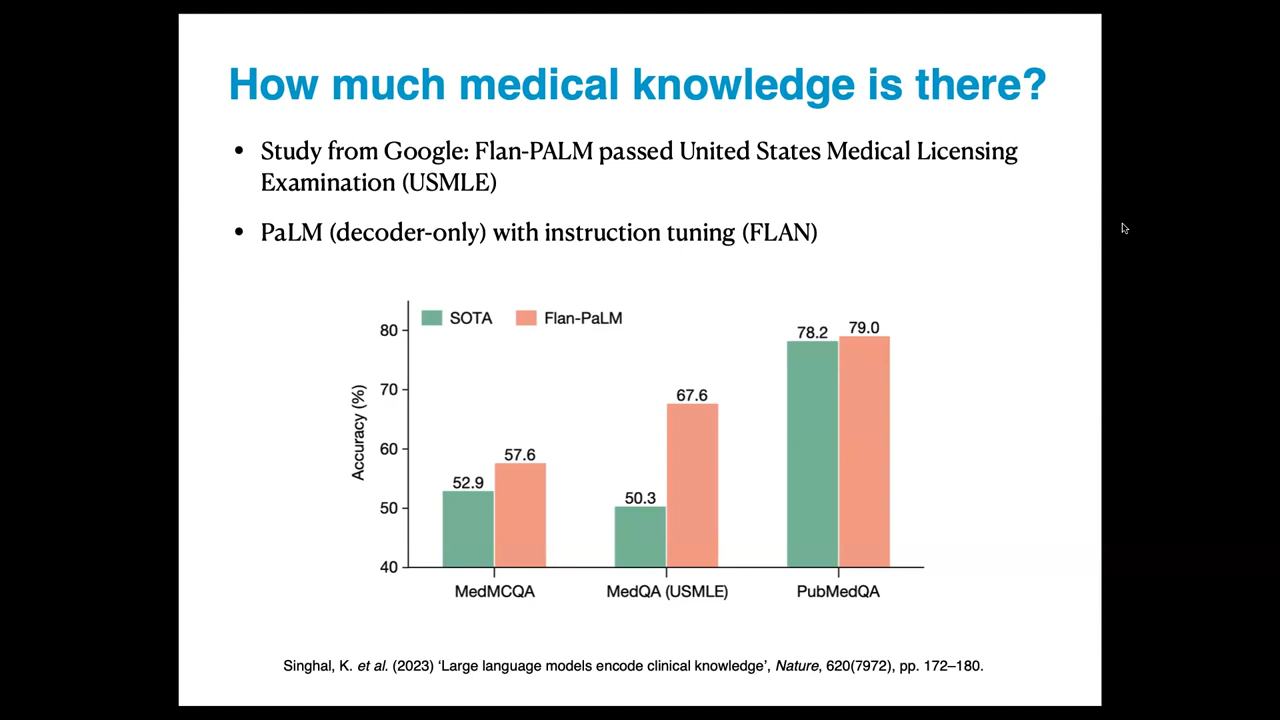 How much medical knowledge is there?
• Study from Google: Flan-PALM passed United States Medical Licensing
Examination (USMLE)
• PaLM (decoder-only) with instruction tuning (FLAN)
SOTA Flan-PaLM
Accuracy (%)
80
70
60
50
40
52.9
57.6
50.3
67.6
78.2
79.0
MedMCQA MedQA (USMLE) PubMedQA
Singhal, K. et al. (2023) ‘Large language models encode clinical knowledge’, Nature, 620(7972), pp. 172–180.